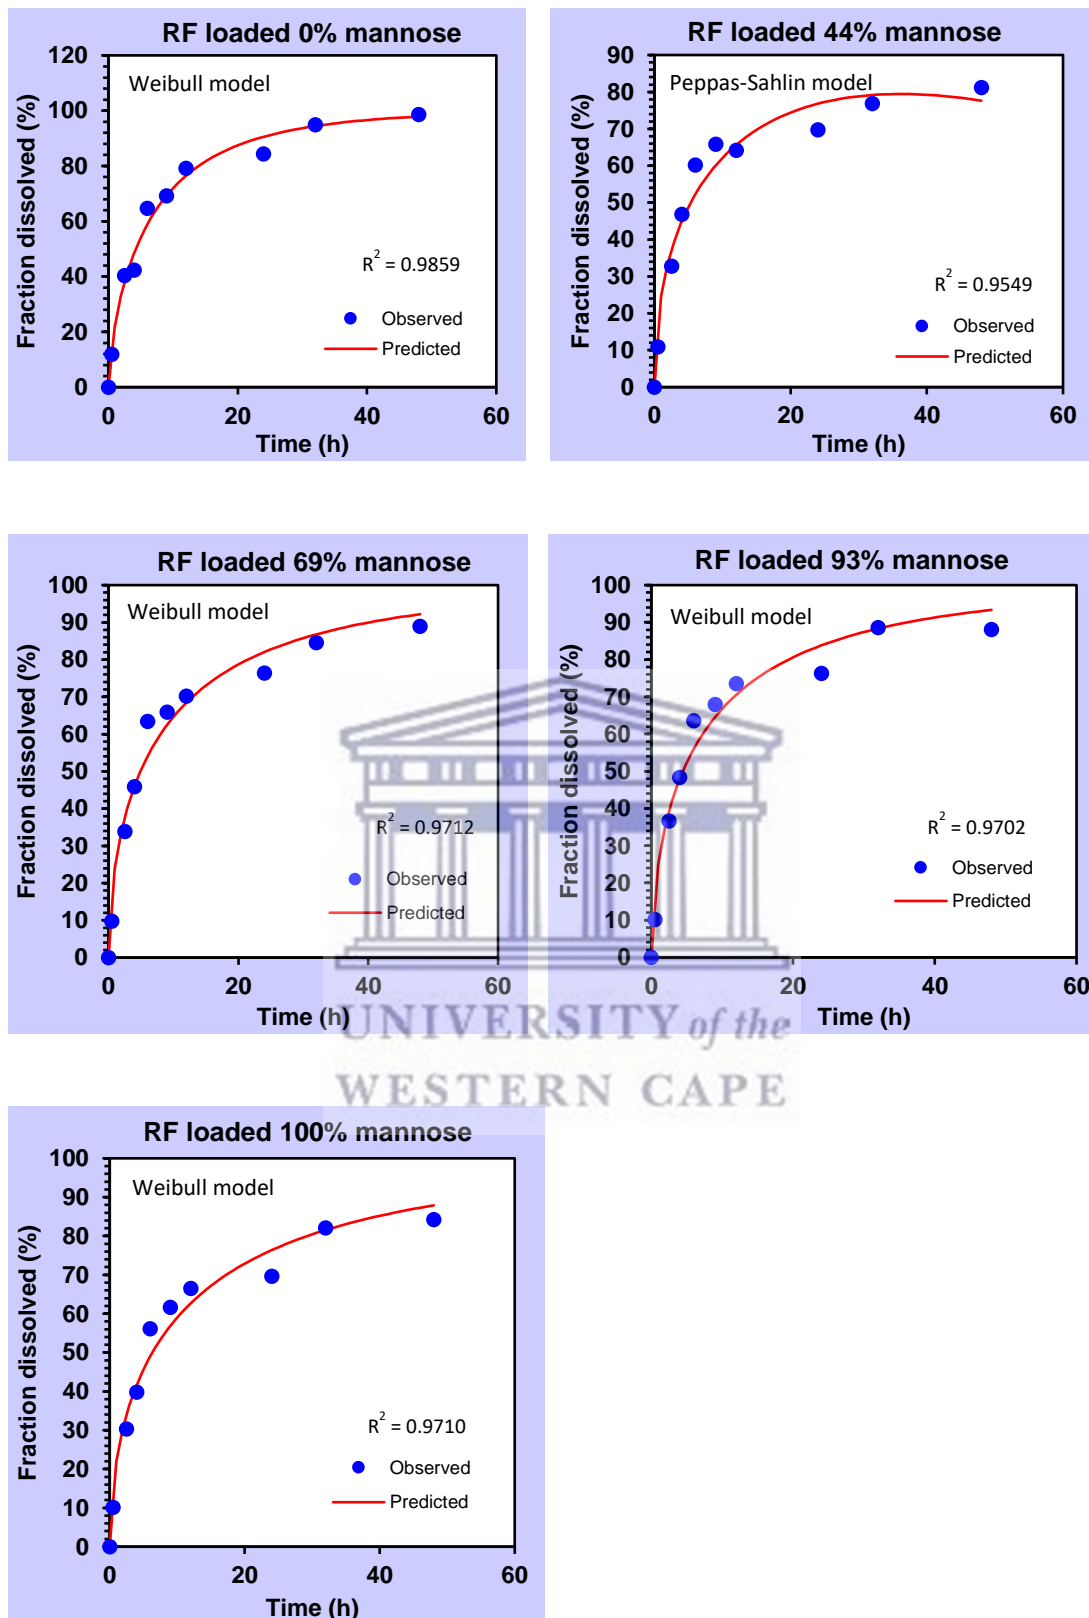 RF loaded 0% mannose
120
100
80
60
40
20
0
Fraction dissolved (%)
Weibull model
R² = 0.9859
Observed
Predicted
0 20 40 60
Time (h)
RF loaded 44% mannose
90
80
70
60
50
40
30
20
10
0
Fraction dissolved (%)
Peppas-Sahlin model
R² = 0.9549
Observed
Predicted
0 20 40 60
Time (h)
RF loaded 69% mannose
100
90
80
70
60
50
40
30
20
10
0
Fraction dissolved (%)
Weibull model
R² = 0.9712
Observed
Predicted
0 20 40 60
Time (h)
RF loaded 93% mannose
100
90
80
70
60
50
40
30
20
10
0
Fraction dissolved (%)
Weibull model
R² = 0.9702
Observed
Predicted
0 20 40 60
Time (h)
UNIVERSITY of the
WESTERN CAPE
RF loaded 100% mannose
100
90
80
70
60
50
40
30
20
10
0
Fraction dissolved (%)
Weibull model
R² = 0.9710
Observed
Predicted
0 20 40 60
Time (h)